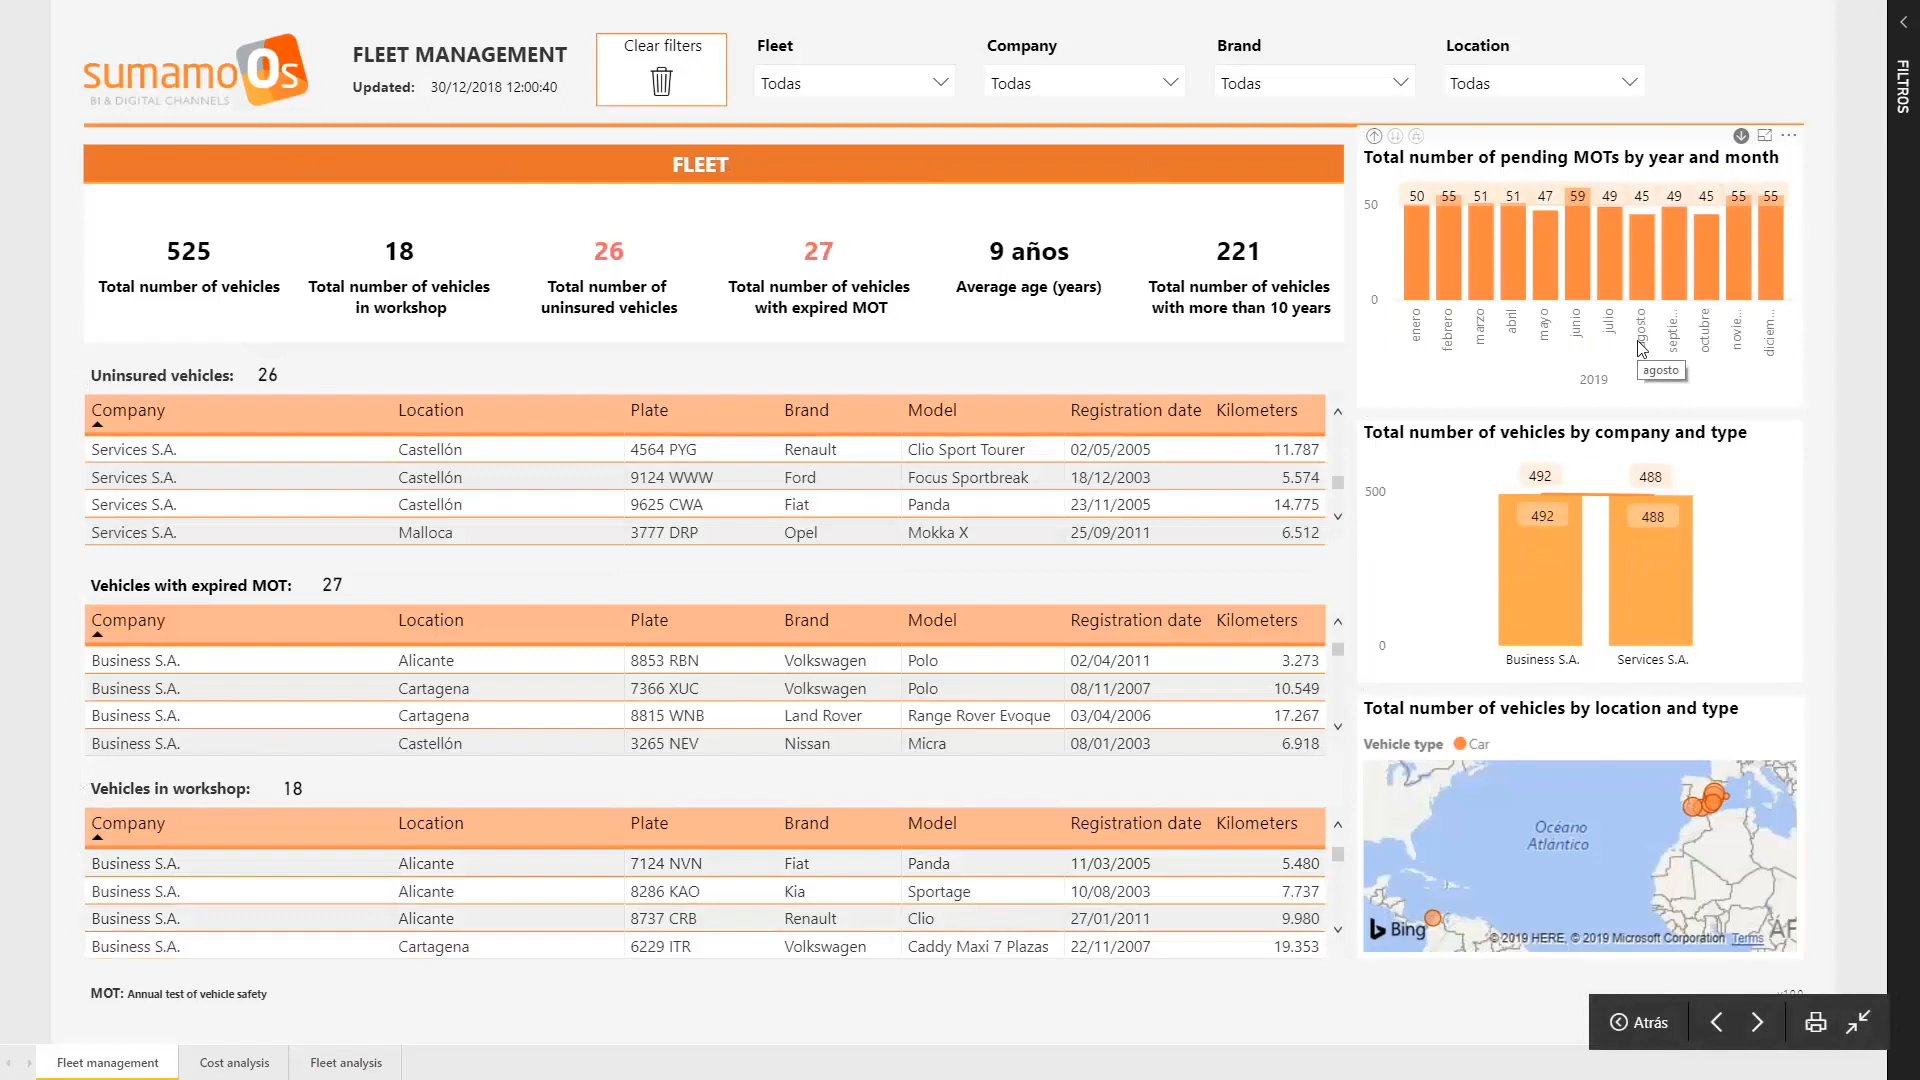 sumamoOs
BI & DIGITAL CHANNELS
FLEET MANAGEMENT
Updated: 30/12/2018 12:00:40
Clear filters
Fleet
Todas
Company
Todas
Brand
Todas
Location
Todas
FILTROS
FLEET
525
Total number of vehicles
18
Total number of vehicles
in workshop
26
Total number of
uninsured vehicles
27
Total number of vehicles
with expired MOT
9 años
Average age (years)
221
Total number of vehicles
with more than 10 years
Total number of pending MOTs by year and month
50 55 51 51 47 59 49 45 49 45 55 55
50
0
enero febrero marzo abril mayo junio julio agosto septie... octubre novie... diciem...
agosto
2019
Uninsured vehicles: 26
Company Location Plate Brand Model Registration date Kilometers
Services S.A. Castellón 4564 PYG Renault Clio Sport Tourer 02/05/2005 11.787
Services S.A. Castellón 9124 WWW Ford Focus Sportbreak 18/12/2003 5.574
Services S.A. Castellón 9625 CWA Fiat Panda 23/11/2005 14.775
Services S.A. Malloca 3777 DRP Opel Mokka X 25/09/2011 6.512
Total number of vehicles by company and type
492 488
500
492 488
0
Business S.A. Services S.A.
Vehicles with expired MOT: 27
Company Location Plate Brand Model Registration date Kilometers
Business S.A. Alicante 8853 RBN Volkswagen Polo 02/04/2011 3.273
Business S.A. Cartagena 7366 XUC Volkswagen Polo 08/11/2007 10.549
Business S.A. Cartagena 8815 WNB Land Rover Range Rover Evoque 03/04/2006 17.267
Business S.A. Castellón 3265 NEV Nissan Micra 08/01/2003 6.918
Total number of vehicles by location and type
Vehicle type Car
Océano
Atlántico
AF
Bing
© 2019 HERE, © 2019 Microsoft Corporation Terms
Vehicles in workshop: 18
Company Location Plate Brand Model Registration date Kilometers
Business S.A. Alicante 7124 NVN Fiat Panda 11/03/2005 5.480
Business S.A. Alicante 8286 KAO Kia Sportage 10/08/2003 7.737
Business S.A. Alicante 8737 CRB Renault Clio 27/01/2011 9.980
Business S.A. Cartagena 6229 ITR Volkswagen Caddy Maxi 7 Plazas 22/11/2007 19.353
MOT: Annual test of vehicle safety
Atrás
Fleet management Cost analysis Fleet analysis